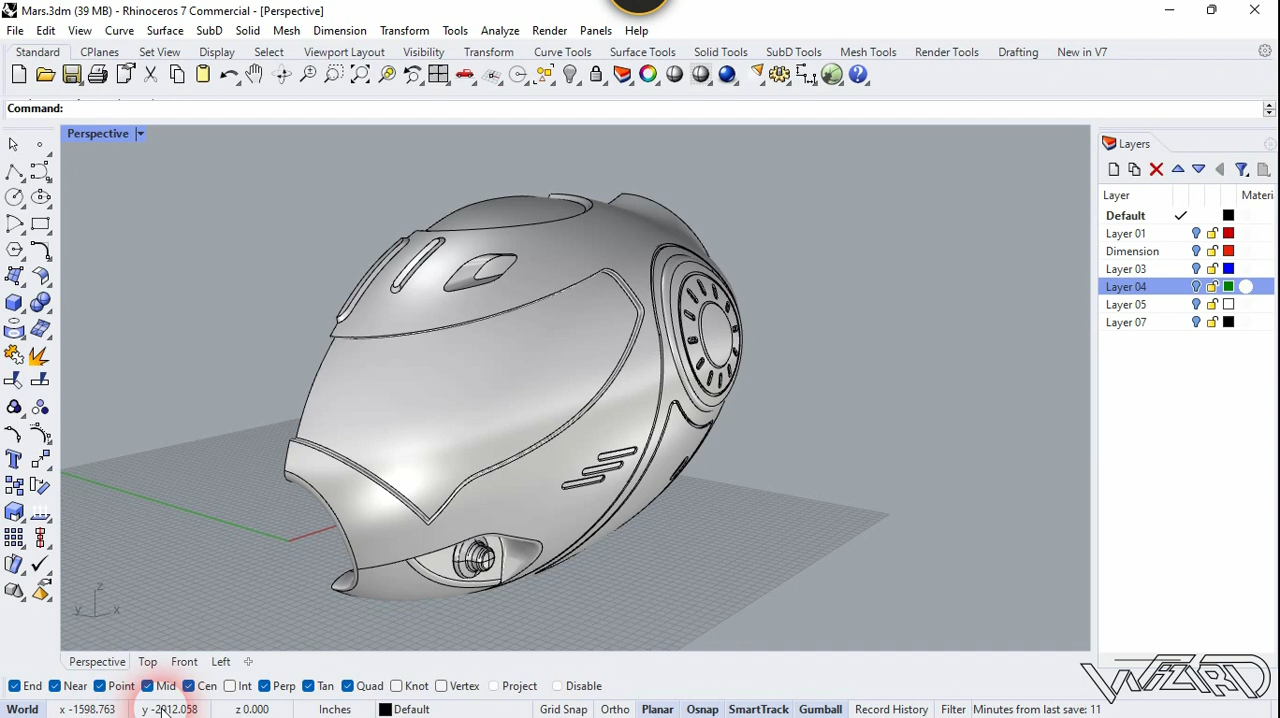 Mars.3dm (39 MB) - Rhinoceros 7 Commercial - [Perspective]
File Edit View Curve Surface SubD Solid Mesh Dimension Transform Tools Analyze Render Panels Help
Standard CPlanes Set View Display Select Viewport Layout Visibility Transform Curve Tools Surface Tools Solid Tools SubD Tools Mesh Tools Render Tools Drafting New in V7
Command:
Perspective
Layers
Layer Materi
Default
Layer 01
Dimension
Layer 03
Layer 04
Layer 05
Layer 07
z
y x
Perspective Top Front Left
End Near Point Mid Cen Int Perp Tan Quad Knot Vertex Project Disable
World x -1598.763 y -2012.058 z 0.000 Inches Default Grid Snap Ortho Planar Osnap SmartTrack Gumball Record History Filter Minutes from last save: 11
WIZARD